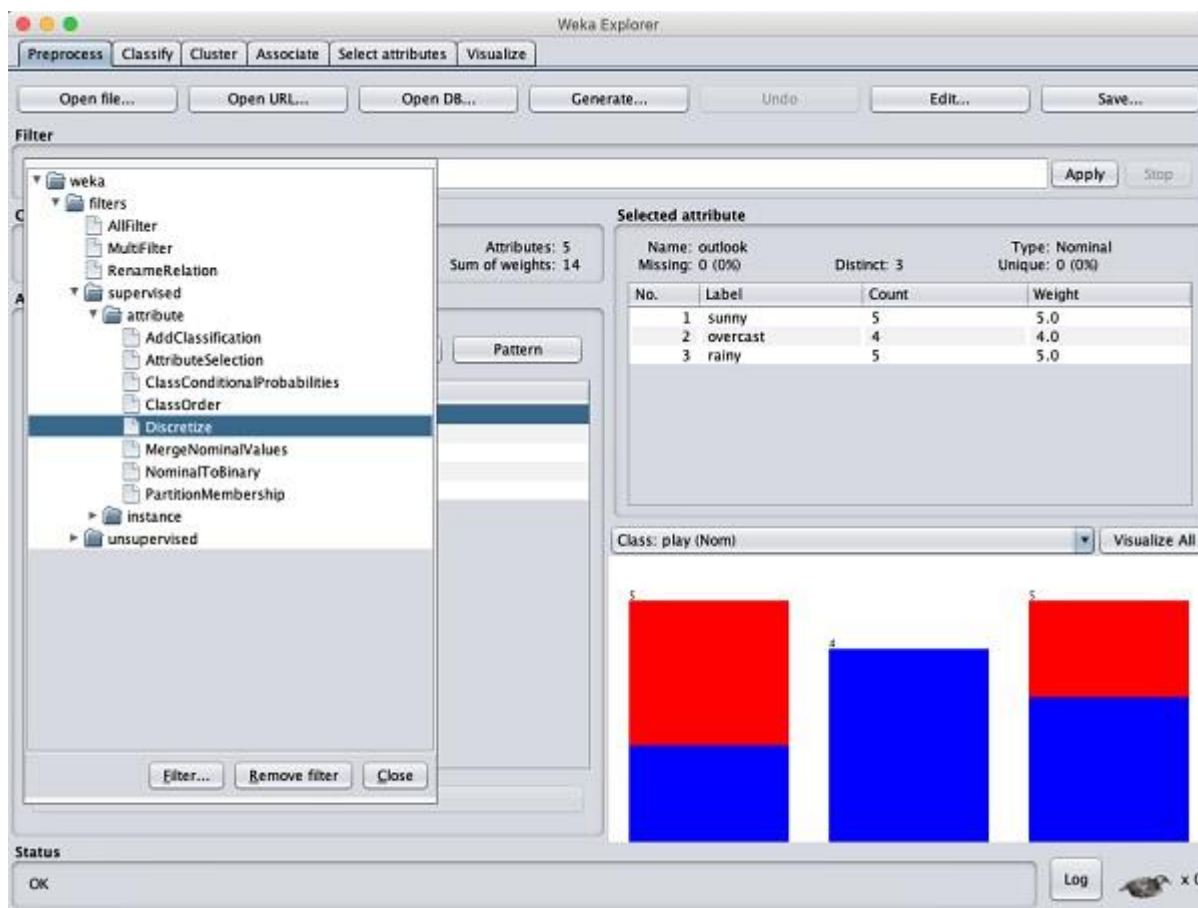 Weka Explorer
Preprocess Classify Cluster Associate Select attributes Visualize
Open file... Open URL... Open DB... Generate... Undo Edit... Save...
Filter
weka
filters
AllFilter
MultiFilter
RenameRelation
supervised
attribute
AddClassification
AttributeSelection
ClassConditionalProbabilities
ClassOrder
Discretize
MergeNominalValues
NominalToBinary
PartitionMembership
instance
unsupervised
Filter... Remove filter Close
Apply Stop
Attributes: 5
Sum of weights: 14
Pattern
Selected attribute
Name: outlook Type: Nominal
Missing: 0 (0%) Distinct: 3 Unique: 0 (0%)
No. Label Count Weight
1 sunny 5 5.0
2 overcast 4 4.0
3 rainy 5 5.0
Class: play (Nom) Visualize All
5 4 5
Status
OK Log x 0